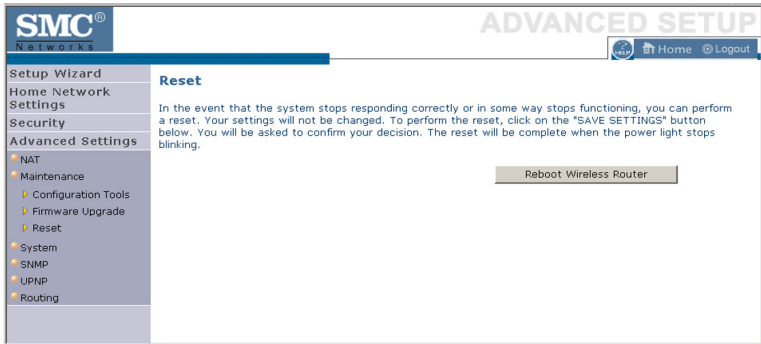 SMC®
Networks
ADVANCED SETUP
HELP Home Logout
Setup Wizard
Home Network
Settings
Security
Advanced Settings
NAT
Maintenance
Configuration Tools
Firmware Upgrade
Reset
System
SNMP
UPNP
Routing
Reset
In the event that the system stops responding correctly or in some way stops functioning, you can perform
a reset. Your settings will not be changed. To perform the reset, click on the "SAVE SETTINGS" button
below. You will be asked to confirm your decision. The reset will be complete when the power light stops
blinking.
Reboot Wireless Router